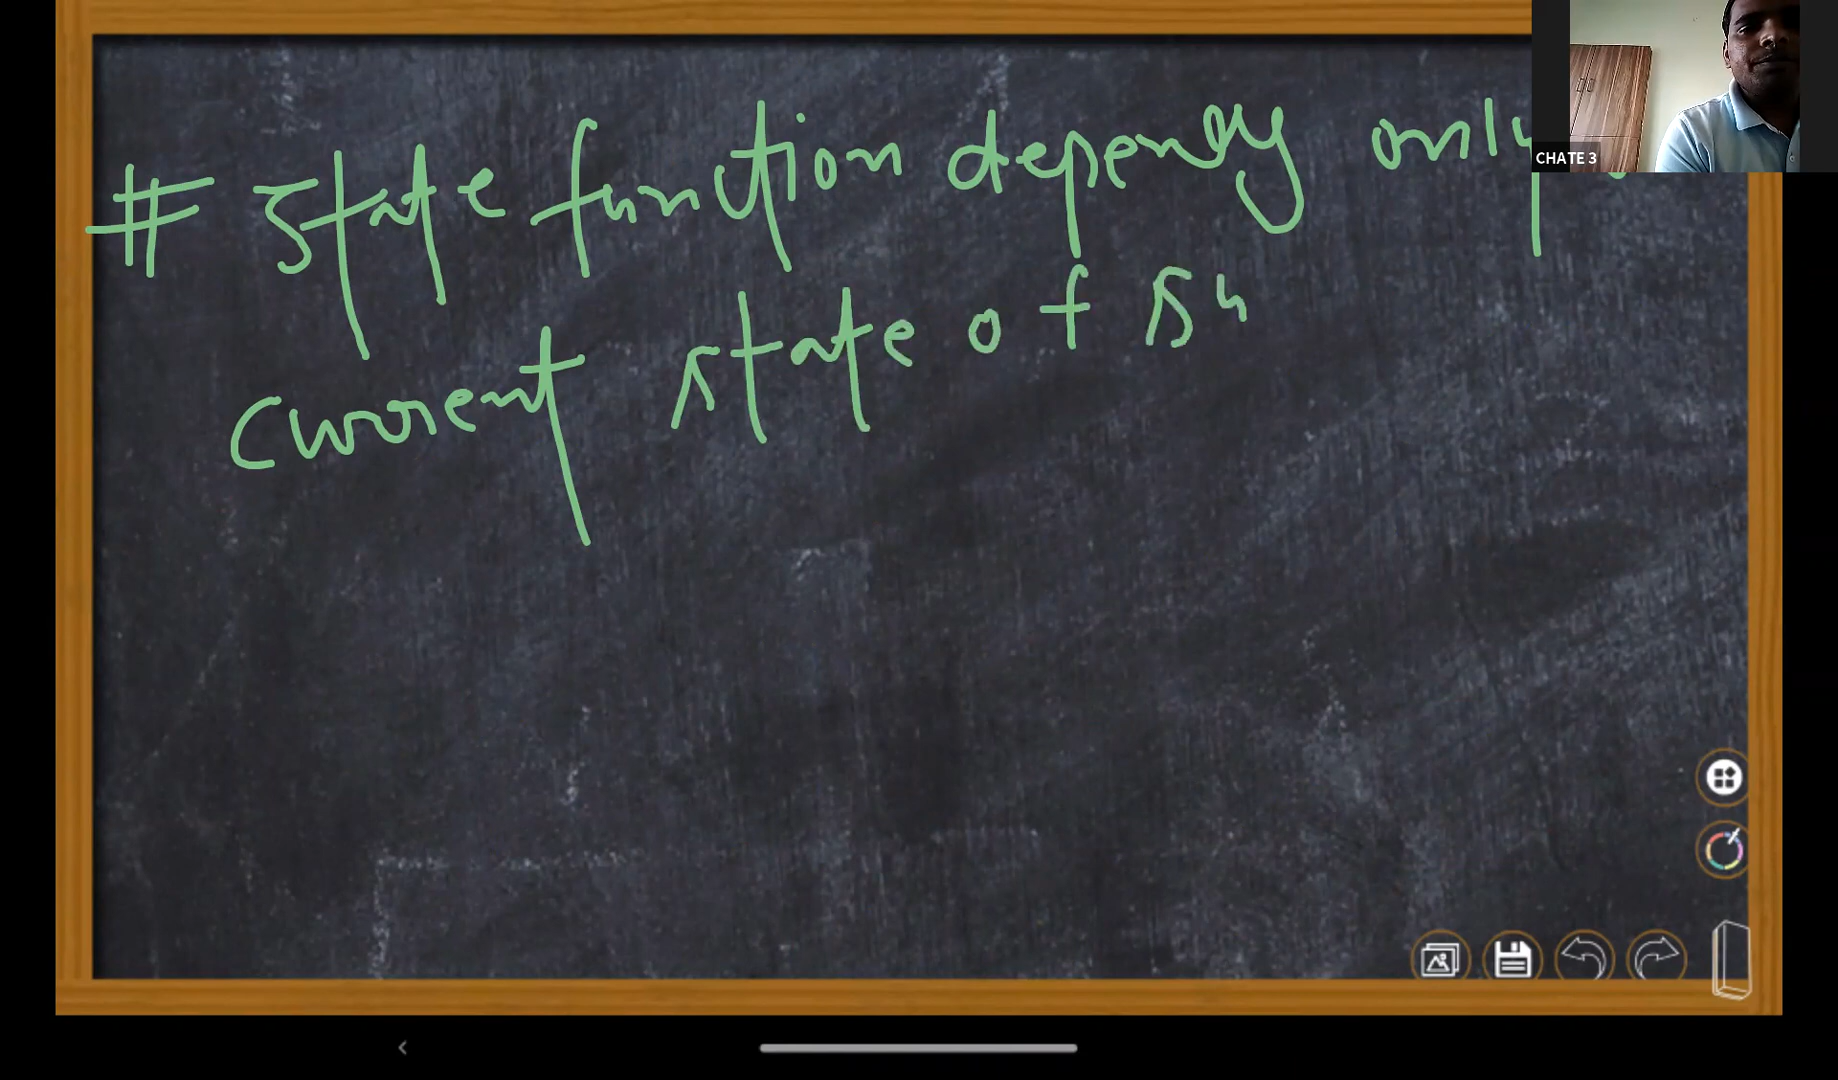 # State function depends only
CHATE 3
current state of sy